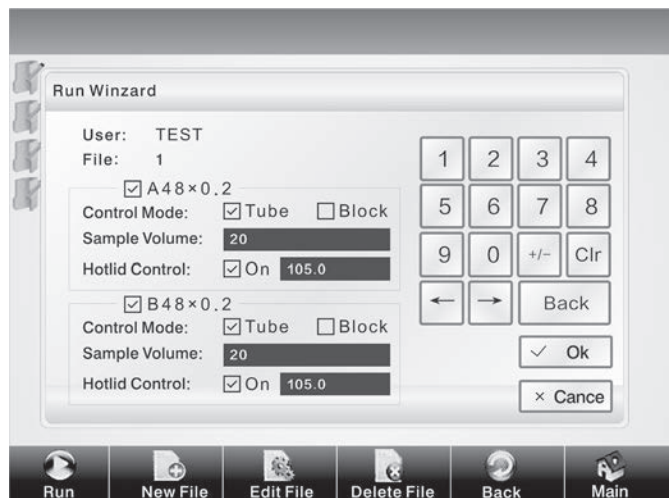 Run Winzard
User: TEST
File: 1
A48×0.2
Control Mode: Tube Block
Sample Volume: 20
Hotlid Control: On 105.0
B48×0.2
Control Mode: Tube Block
Sample Volume: 20
Hotlid Control: On 105.0
1 2 3 4
5 6 7 8
9 0 +/- Clr
← → Back
✓ Ok
× Cance
Run New File Edit File Delete File Back Main